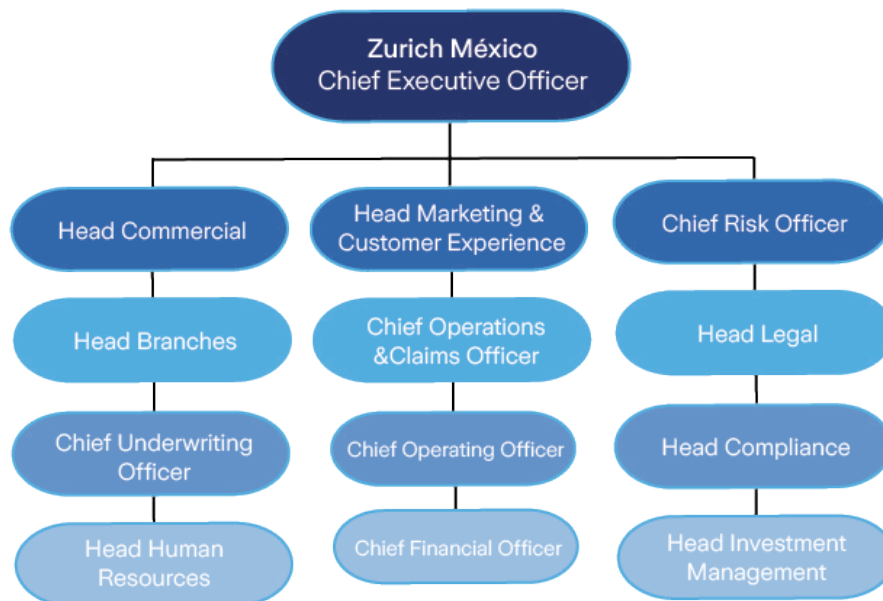 Zurich México
Chief Executive Officer
Head Commercial
Head Marketing &
Customer Experience
Chief Risk Officer
Head Branches
Chief Operations
&Claims Officer
Head Legal
Chief Underwriting
Officer
Chief Operating Officer
Head Compliance
Head Human
Resources
Chief Financial Officer
Head Investment
Management